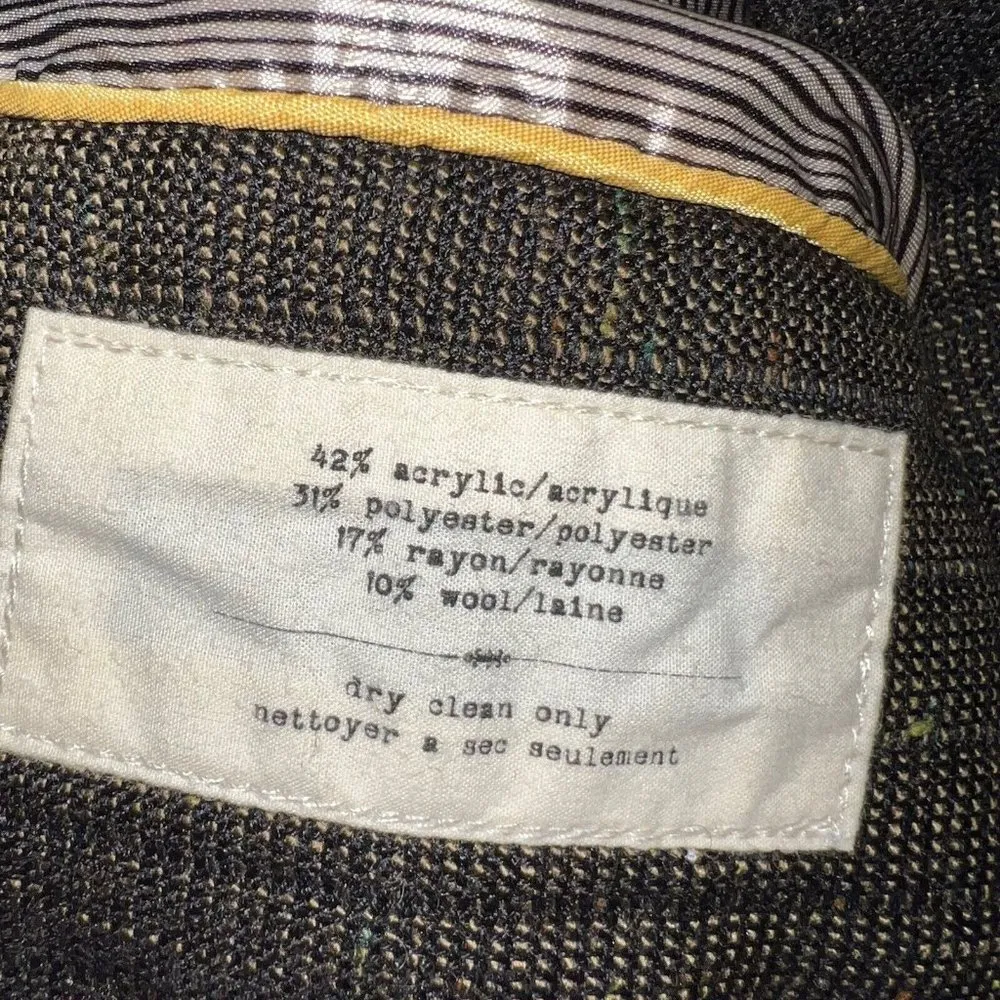 42% acrylic/acrylique
31% polyester/polyester
17% rayon/rayonne
10% wool/laine
dry clean only
nettoyer a sec seulement